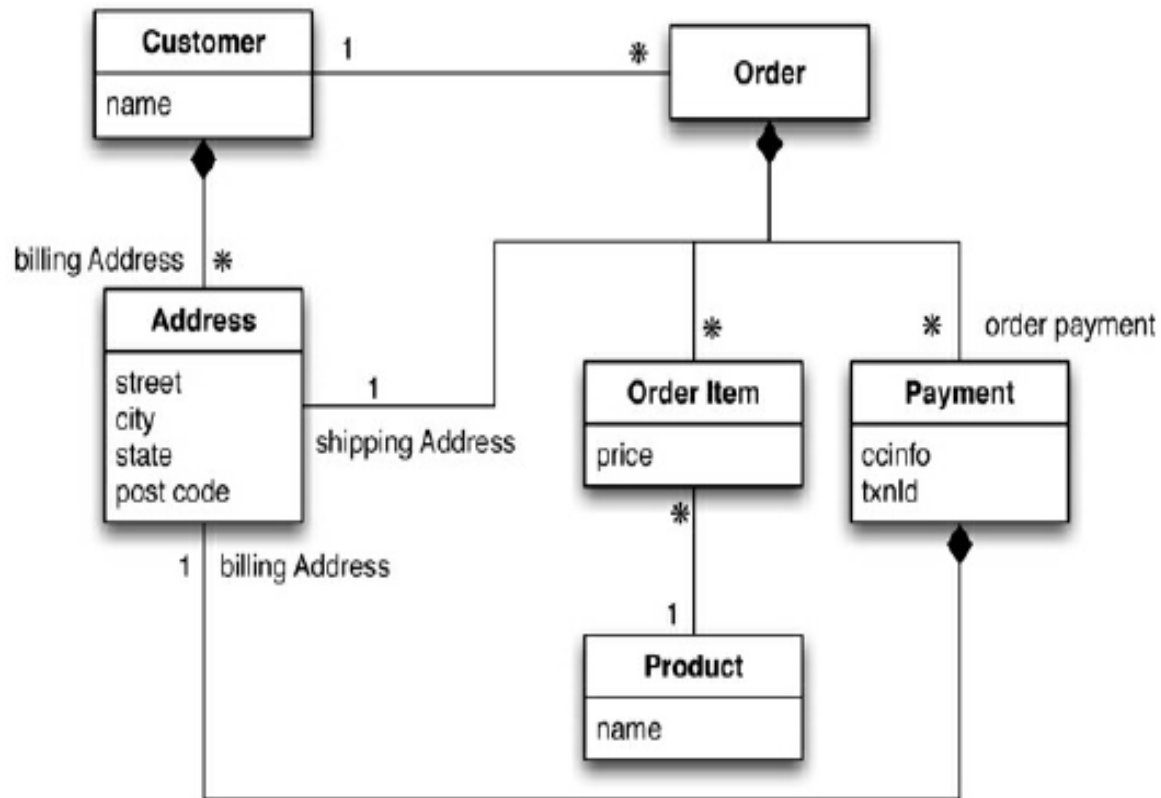 Customer
1
*
Order
name
billing Address
*
Address
street
city
state
post code
1
shipping Address
*
Order Item
price
*
order payment
Payment
ccinfo
txnId
*
1
billing Address
1
Product
name